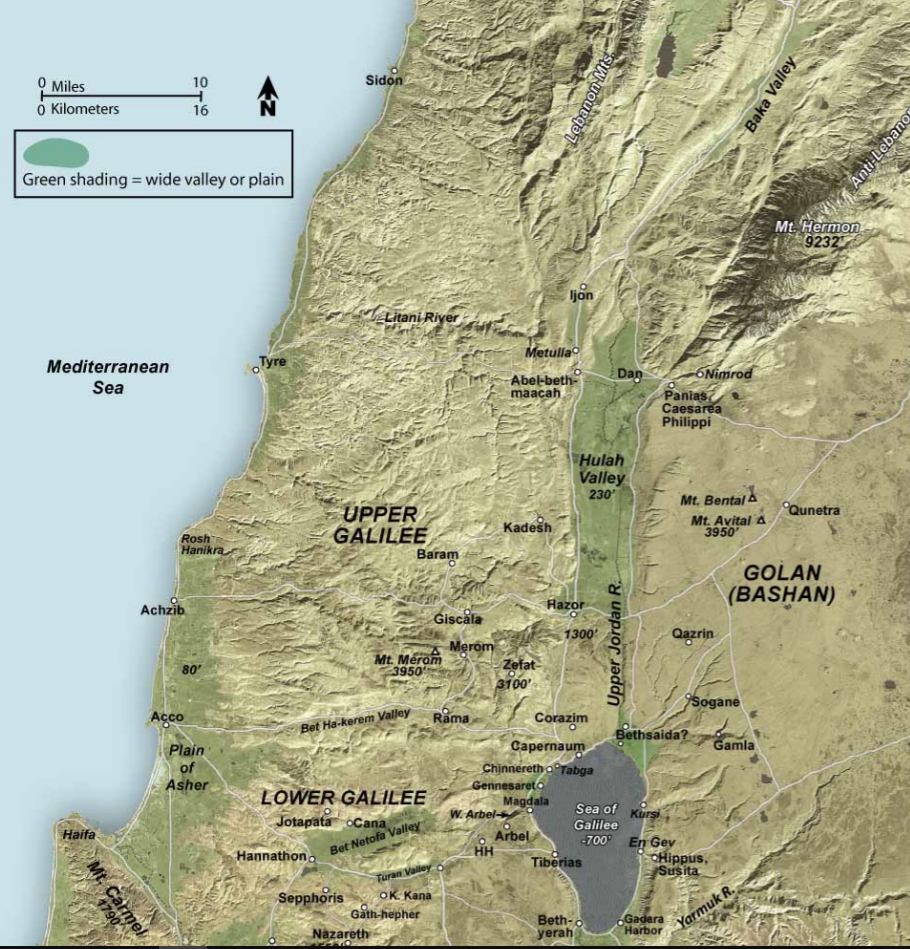 0 Miles 10
0 Kilometers 16
N
Green shading = wide valley or plain
Sidon
Lebanon Mts.
Baka Valley
Anti-Lebanon
Mt. Hermon
9232'
Ijon
Litani River
Mediterranean
Sea
Tyre
Metulla
Abel-beth-
maacah
Dan
Nimrod
Panias,
Caesarea
Philippi
Hulah
Valley
230'
Mt. Bental
Mt. Avital
3950'
Qunetra
UPPER
GALILEE
Kadesh
Rosh
Hanikra
Baram
GOLAN
(BASHAN)
Achzib
Giscala
Hazor
1300'
Upper Jordan R.
Qazrin
Merom
Mt. Merom
3950'
Zefat
3100'
80'
Sogane
Acco
Bet Ha-kerem Valley
Rama
Corazim
Bethsaida?
Gamla
Plain
of
Asher
Capernaum
Chinnereth
Tabga
Gennesaret
LOWER GALILEE
Magdala
Jotapata
Cana
W. Arbel
Sea of
Galilee
-700'
Kursi
Haifa
Bet Netofa Valley
Arbel
HH
En Gev
Hannathon
Tiberias
Hippus,
Susita
Mt. Carmel
1790'
Turan Valley
Sepphoris
K. Kana
Gath-hepher
Yarmuk R.
Nazareth
Beth-
yerah
Gadara
Harbor